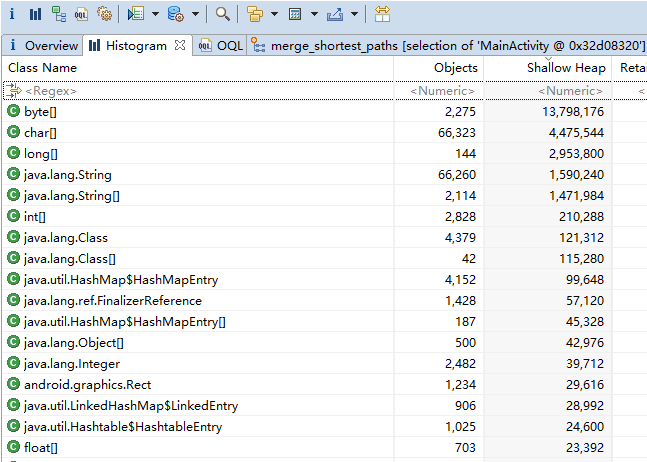 i OQL
i Overview Histogram OQL OQL merge_shortest_paths [selection of 'MainActivity @ 0x32d08320']
Class Name Objects Shallow Heap Reta
<Regex> <Numeric> <Numeric> <
C byte[] 2,275 13,798,176
C char[] 66,323 4,475,544
C long[] 144 2,953,800
C java.lang.String 66,260 1,590,240
C java.lang.String[] 2,114 1,471,984
C int[] 2,828 210,288
C java.lang.Class 4,379 121,312
C java.lang.Class[] 42 115,280
C java.util.HashMap$HashMapEntry 4,152 99,648
C java.lang.ref.FinalizerReference 1,428 57,120
C java.util.HashMap$HashMapEntry[] 187 45,328
C java.lang.Object[] 500 42,976
C java.lang.Integer 2,482 39,712
C android.graphics.Rect 1,234 29,616
C java.util.LinkedHashMap$LinkedEntry 906 28,992
C java.util.Hashtable$HashtableEntry 1,025 24,600
C float[] 703 23,392